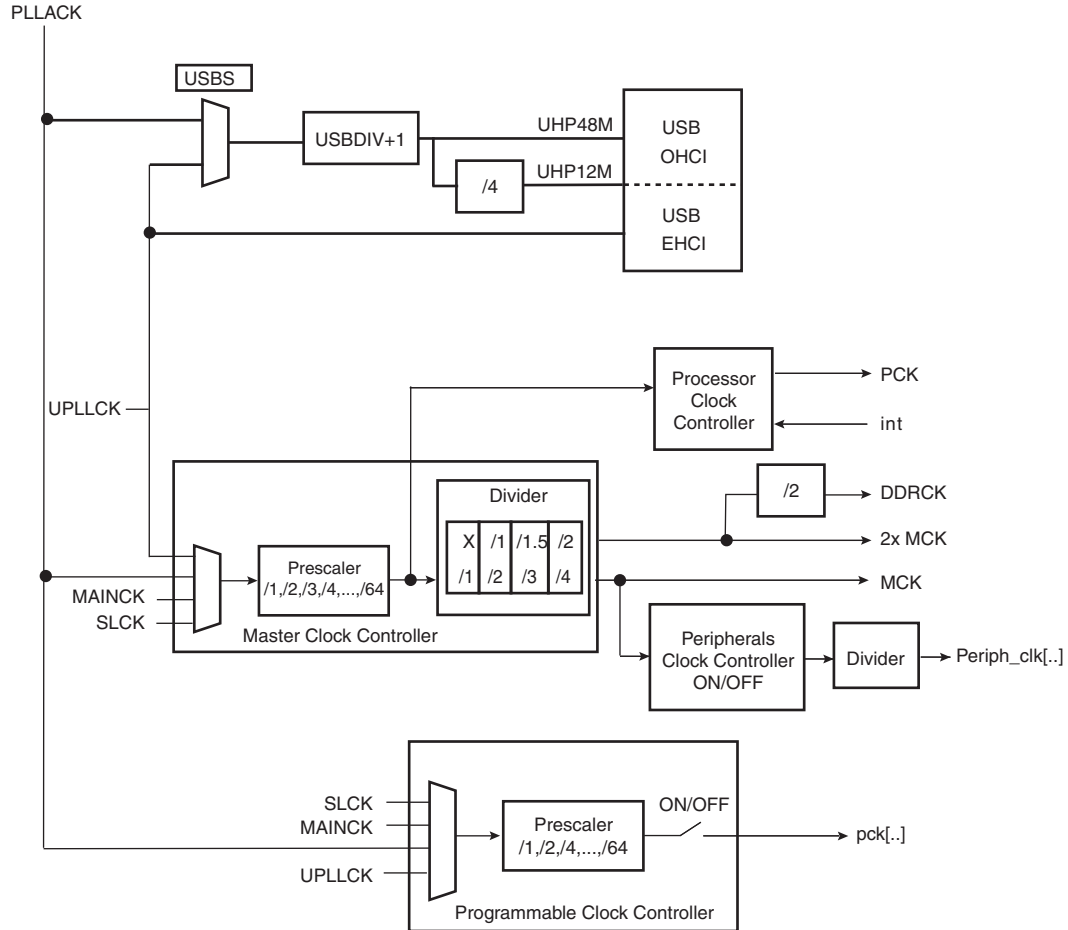 PLLACK
USBS
USBDIV+1
UHP48M
/4
UHP12M
USB
OHCI
USB
EHCI
UPLLCK
Processor
Clock
Controller
PCK
int
/2
DDRCK
2x MCK
MCK
Divider
X /1 /1.5 /2
/1 /2 /3 /4
Prescaler
/1,/2,/3,/4,...,/64
MAINCK
SLCK
Master Clock Controller
Peripherals
Clock Controller
ON/OFF
Divider
Periph_clk[..]
SLCK
MAINCK
UPLLCK
Prescaler
/1,/2,/4,...,/64
ON/OFF
pck[..]
Programmable Clock Controller